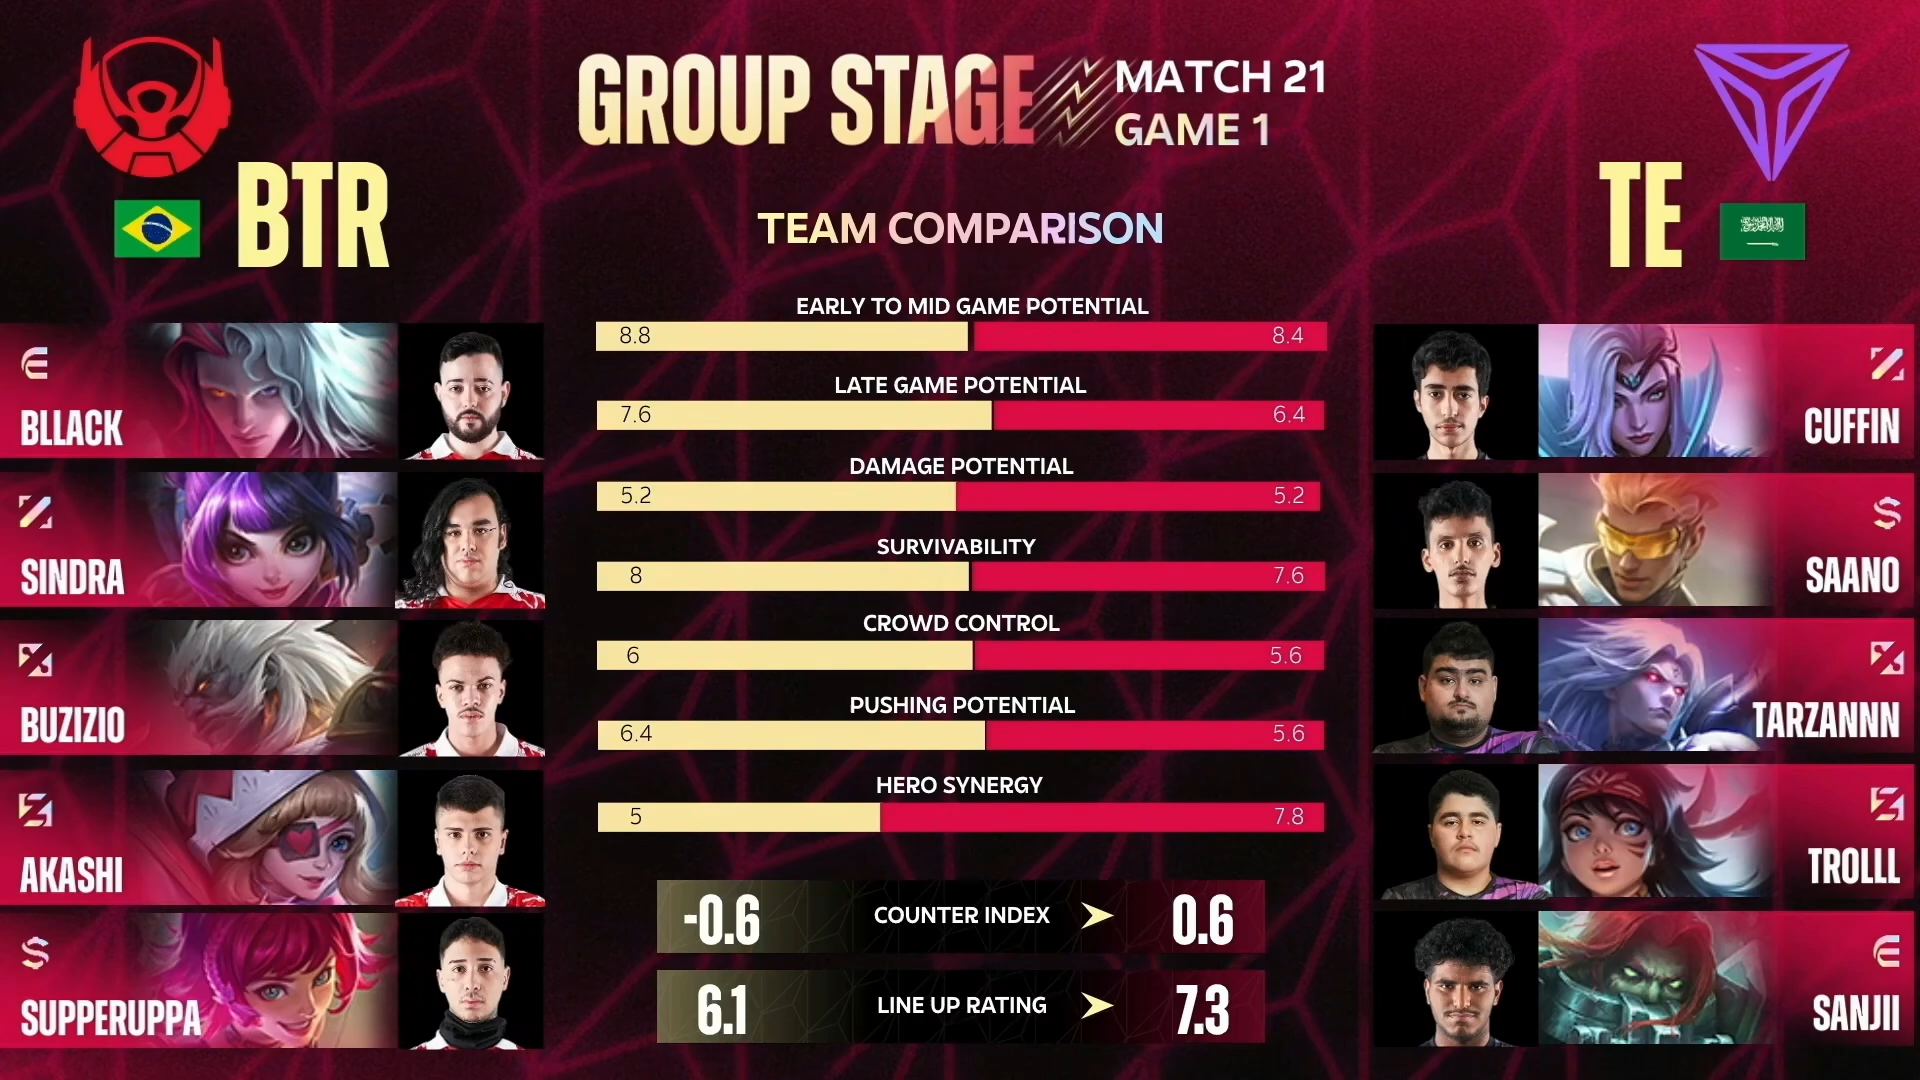 GROUP STAGE
MATCH 21
GAME 1
BTR
TE
TEAM COMPARISON
EARLY TO MID GAME POTENTIAL
8.8 8.4
LATE GAME POTENTIAL
7.6 6.4
DAMAGE POTENTIAL
5.2 5.2
SURVIVABILITY
8 7.6
CROWD CONTROL
6 5.6
PUSHING POTENTIAL
6.4 5.6
HERO SYNERGY
5 7.8
-0.6 COUNTER INDEX 0.6
6.1 LINE UP RATING 7.3
BLLACK
SINDRA
BUZIZIO
AKASHI
SUPPERUPPA
CUFFIN
SAANO
TARZANNN
TROLLL
SANJII